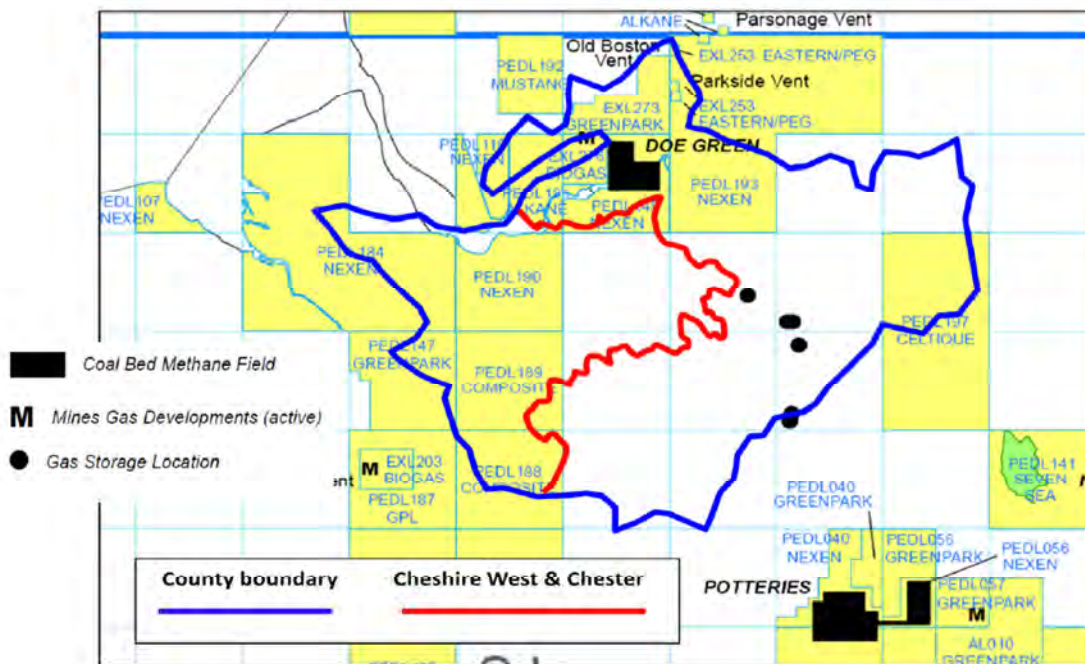 ALKANE
Parsonage Vent
Old Boston
Vent
EXL253 EASTERN/PEG
PEDL192
MUSTANG
Parkside Vent
EXL253
EASTERN/PEG
EXL273
GREENPARK
M
DOE GREEN
NEXEN
BIOGAS
PEDL193
NEXEN
ALKANE
NEXEN
PEDL107
NEXEN
PEDL184
NEXEN
PEDL190
NEXEN
PEDL197
CELTIQUE
PEDL147
GREENPARK
PEDL189
COMPOSITE
Coal Bed Methane Field
M
Mines Gas Developments (active)
Gas Storage Location
M
EXL203
BIOGAS
PEDL187
GPL
PEDL188
COMPOSITE
PEDL141
SEVEN
SEA
PEDL040
GREENPARK
PEDL040
NEXEN
PEDL056
GREENPARK
PEDL056
NEXEN
POTTERIES
PEDL057
GREENPARK
M
AL010
GREENPARK
County boundary
Cheshire West & Chester